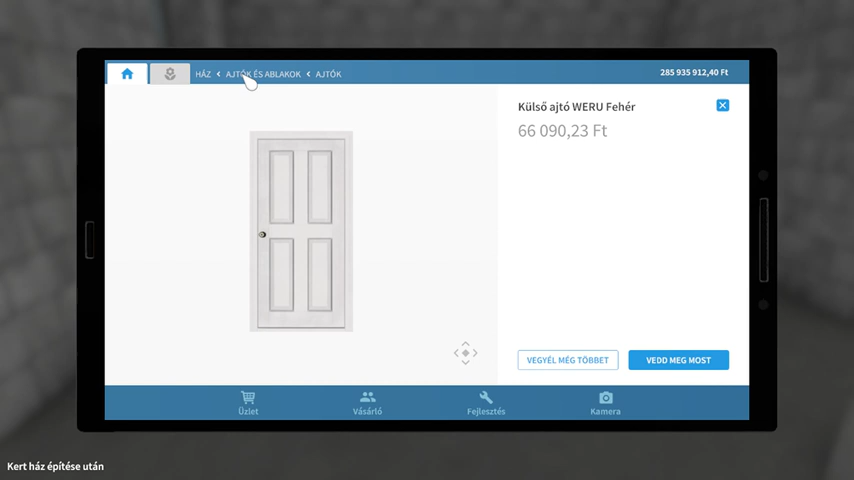 HÁZ < AJTÓK ÉS ABLAKOK < AJTÓK
285 935 912,40 Ft
Külső ajtó WERU Fehér
66 090,23 Ft
VEGYÉL MÉG TÖBBET
VEDD MEG MOST
Üzlet
Vásárló
Fejlesztés
Kamera
Kert ház építése után